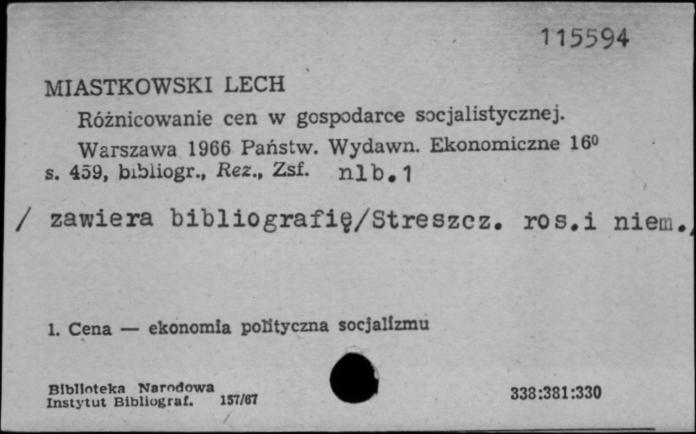 115594
MIASTKOWSKI LECH
Różnicowanie cen w gospodarce socjalistycznej.
Warszawa 1966 Państw. Wydawn. Ekonomiczne 16⁰
s. 459, bibliogr., Rez., Zsf. nlb.1
/ zawiera bibliografię/Streszcz. ros.i niem./
1. Cena — ekonomia polityczna socjalizmu
Biblioteka Narodowa
Instytut Bibliograf. 157/67
338:381:330